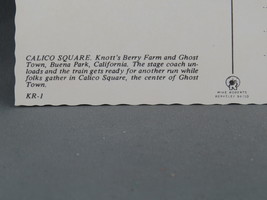 CALICO SQUARE. Knott's Berry Farm and Ghost
Town, Buena Park, California. The stage coach un-
loads and the train gets ready for another run while
folks gather in Calico Square, the center of Ghost
Town.
KR-1
MIKE ROBERTS